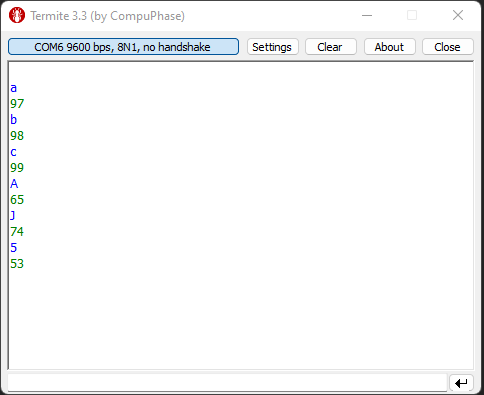 Termite 3.3 (by CompuPhase)
COM6 9600 bps, 8N1, no handshake Settings Clear About Close
a
97
b
98
c
99
A
65
J
74
5
53